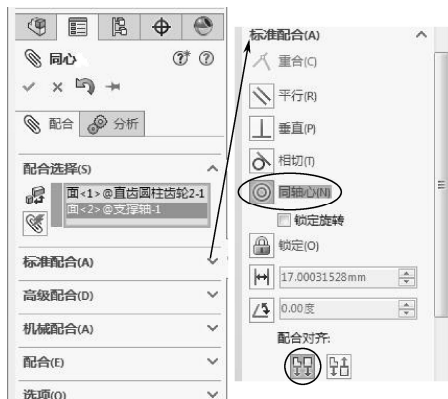 同心
配合 分析
配合选择(S)
面<1>@直齿圆柱齿轮2-1
面<2>@支撑轴-1
标准配合(A)
高级配合(D)
机械配合(A)
配合(E)
选项(O)
标准配合(A)
重合(C)
平行(R)
垂直(P)
相切(T)
同轴心(N)
锁定旋转
锁定(O)
17.00031528mm
0.00度
配合对齐: